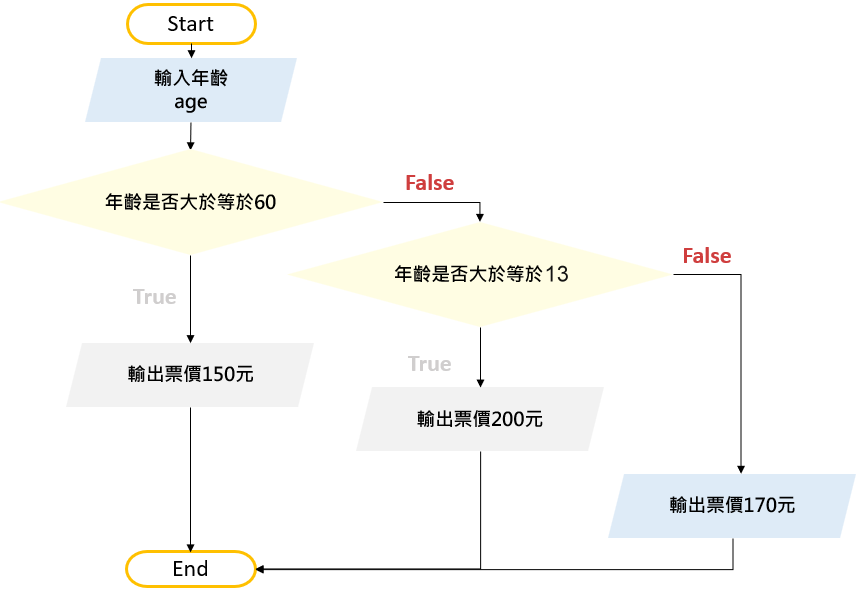 Start
輸入年齡
age
年齡是否大於等於60
False
年齡是否大於等於13
False
True
True
輸出票價150元
輸出票價200元
輸出票價170元
End